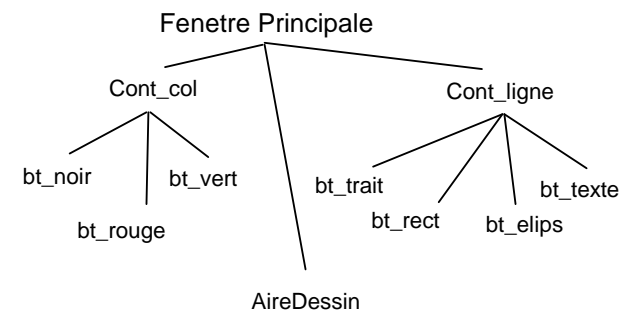 Fenetre Principale
Cont_col
Cont_ligne
bt_noir
bt_vert
bt_rouge
bt_trait
bt_rect
bt_elips
bt_texte
AireDessin